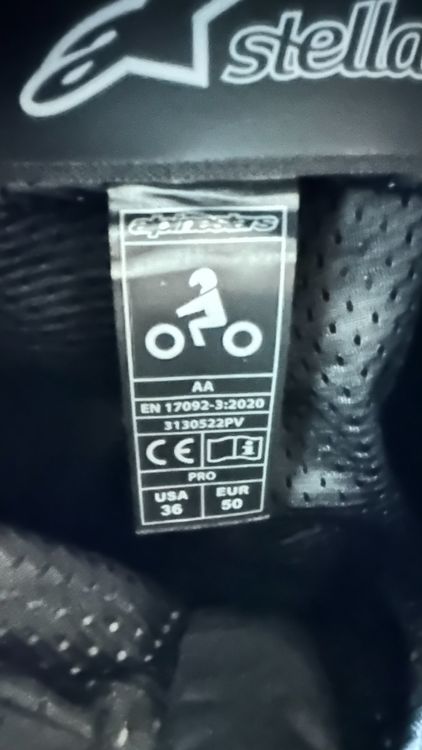 stella
alpinestars
AA
EN 17092-3:2020
3130522PV
CE i
PRO
USA EUR
36 50